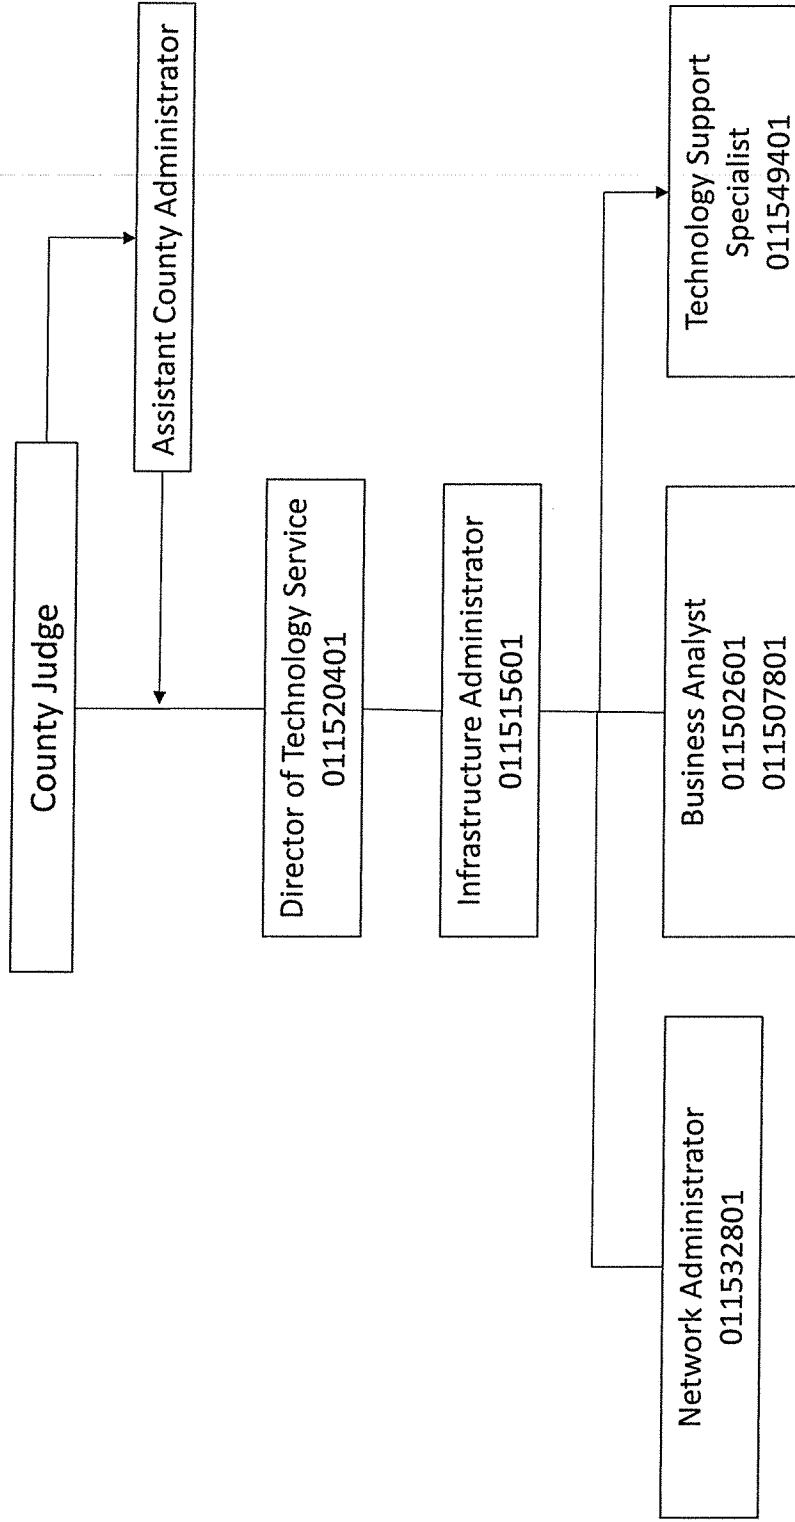 County Judge
Assistant County Administrator
Director of Technology Service
011520401
Infrastructure Administrator
011515601
Network Administrator
011532801
Business Analyst
011502601
011507801
Technology Support
Specialist
011549401